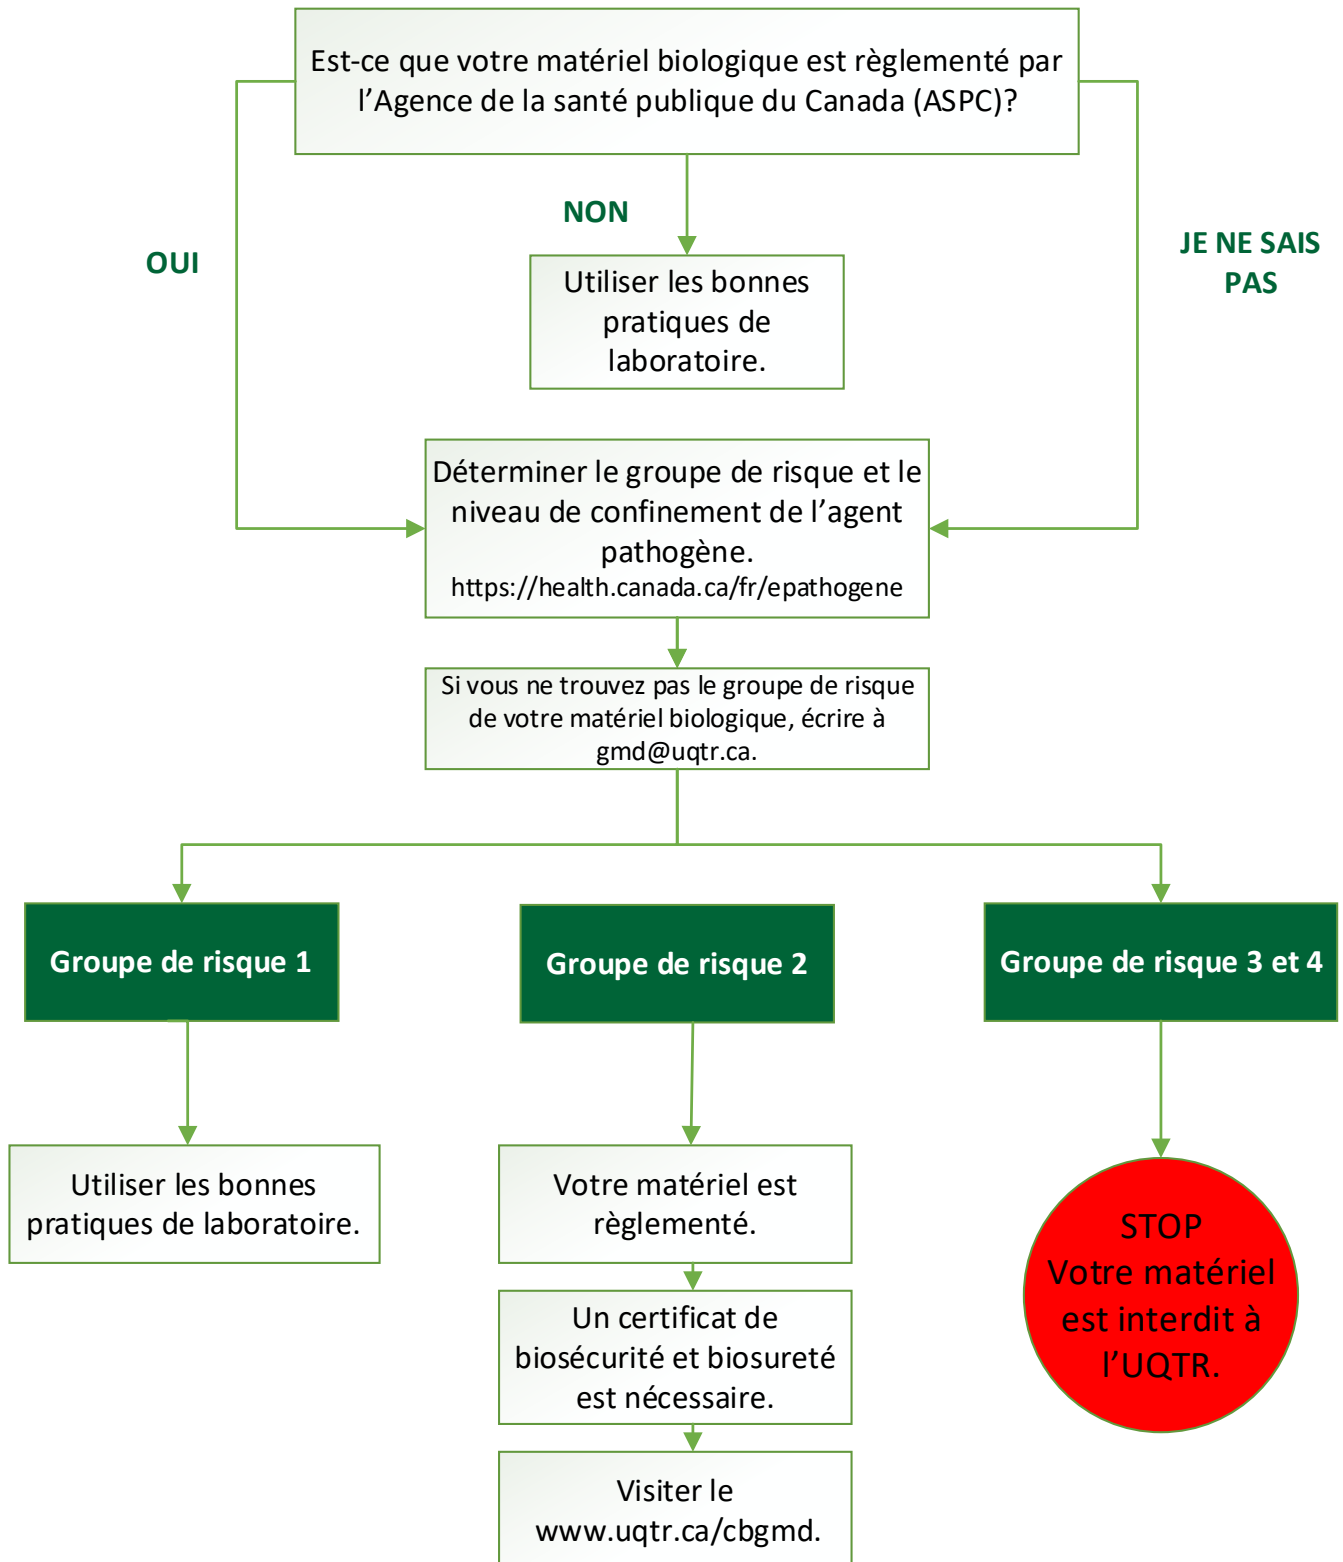 Est-ce que votre matériel biologique est règlementé par
l’Agence de la santé publique du Canada (ASPC)?
NON
OUI
JE NE SAIS
PAS
Utiliser les bonnes
pratiques de
laboratoire.
Déterminer le groupe de risque et le
niveau de confinement de l’agent
pathogène.
https://health.canada.ca/fr/epathogene
Si vous ne trouvez pas le groupe de risque
de votre matériel biologique, écrire à
gmd@uqtr.ca.
Groupe de risque 1
Groupe de risque 2
Groupe de risque 3 et 4
Utiliser les bonnes
pratiques de laboratoire.
Votre matériel est
règlementé.
Un certificat de
biosécurité et biosureté
est nécessaire.
Visiter le
www.uqtr.ca/cbgmd.
STOP
Votre matériel
est interdit à
l’UQTR.